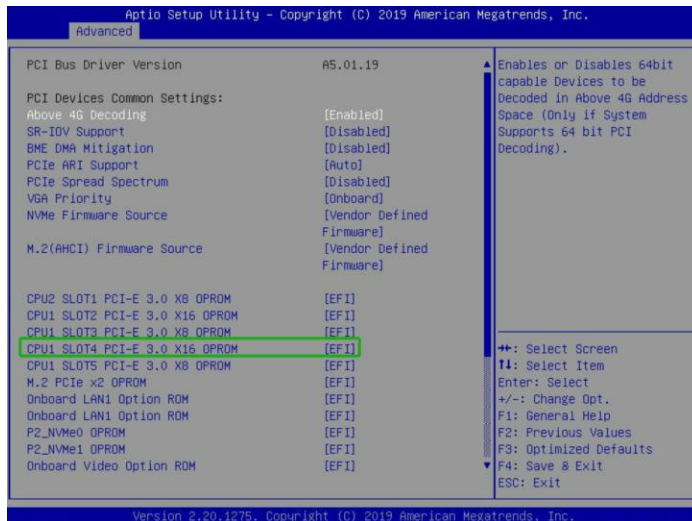 Aptio Setup Utility – Copyright (C) 2019 American Megatrends, Inc.
Advanced
PCI Bus Driver Version A5.01.19
PCI Devices Common Settings:
Above 4G Decoding [Enabled]
SR-IOV Support [Disabled]
BME DMA Mitigation [Disabled]
PCIe ARI Support [Auto]
PCIe Spread Spectrum [Disabled]
VGA Priority [Onboard]
NVMe Firmware Source [Vendor Defined
Firmware]
M.2(AHCI) Firmware Source [Vendor Defined
Firmware]
CPU2 SLOT1 PCI-E 3.0 X8 OPROM [EFI]
CPU1 SLOT2 PCI-E 3.0 X16 OPROM [EFI]
CPU1 SLOT3 PCI-E 3.0 X8 OPROM [EFI]
CPU1 SLOT4 PCI-E 3.0 X16 OPROM [EFI]
CPU1 SLOT5 PCI-E 3.0 X8 OPROM [EFI]
M.2 PCIe x2 OPROM [EFI]
Onboard LAN1 Option ROM [EFI]
Onboard LAN1 Option ROM [EFI]
P2_NVMe0 OPROM [EFI]
P2_NVMe1 OPROM [EFI]
Onboard Video Option ROM [EFI]
Enables or Disables 64bit
capable Devices to be
Decoded in Above 4G Address
Space (Only if System
Supports 64 bit PCI
Decoding).
→←: Select Screen
↑↓: Select Item
Enter: Select
+/-: Change Opt.
F1: General Help
F2: Previous Values
F3: Optimized Defaults
F4: Save & Exit
ESC: Exit
Version 2.20.1275. Copyright (C) 2019 American Megatrends, Inc.